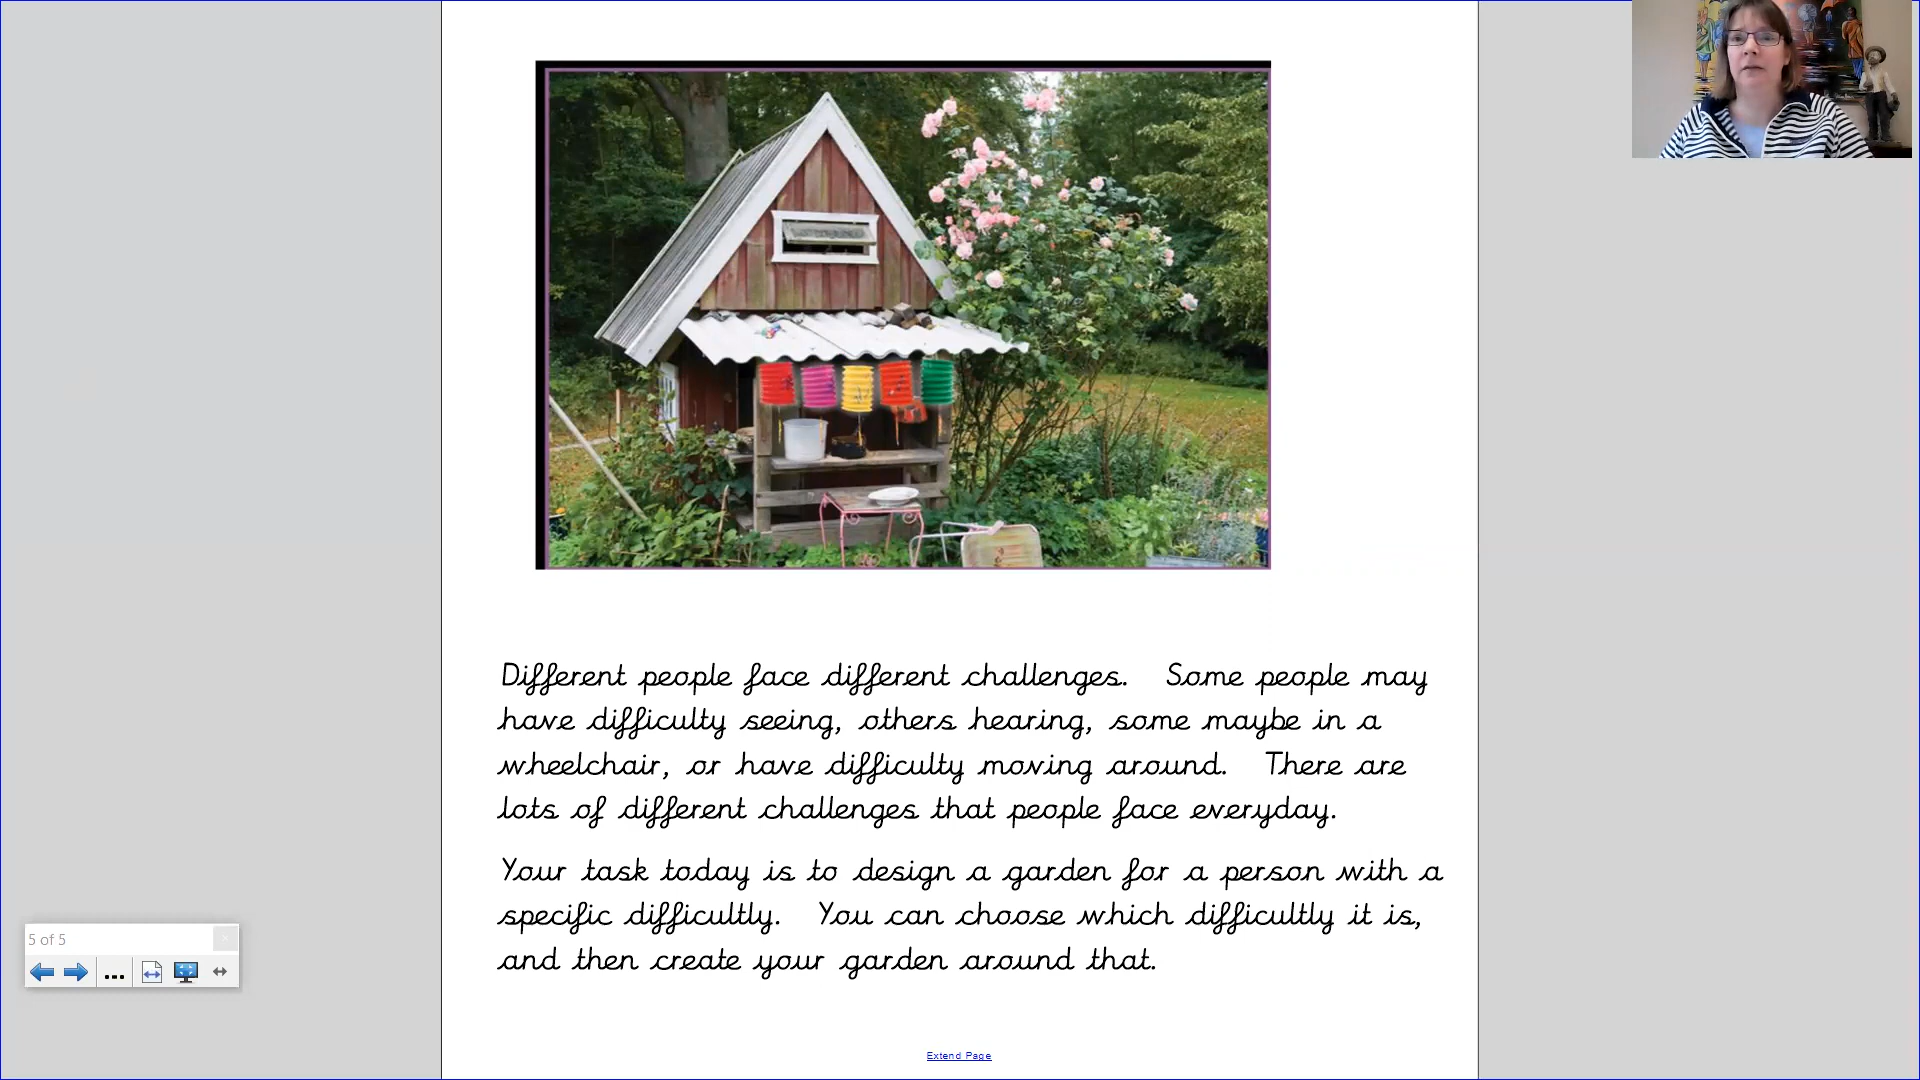 Different people face different challenges. Some people may
have difficulty seeing, others hearing, some maybe in a
wheelchair, or have difficulty moving around. There are
lots of different challenges that people face everyday.
Your task today is to design a garden for a person with a
specific difficultly. You can choose which difficultly it is,
and then create your garden around that.
5 of 5
Extend Page